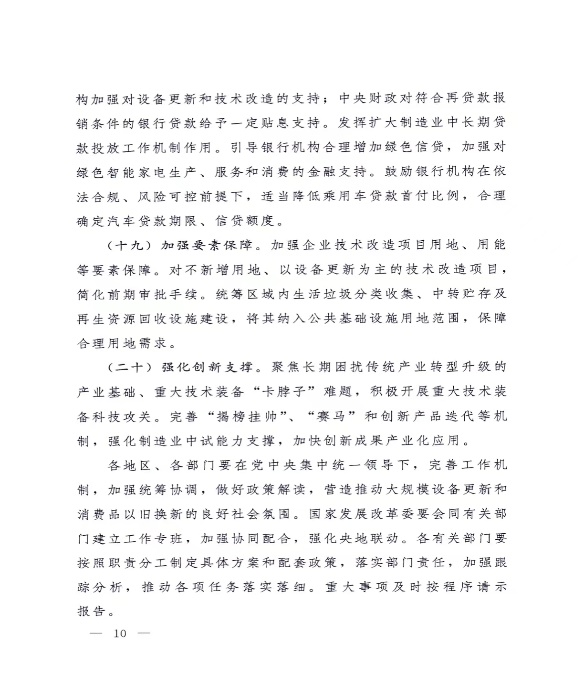 构加强对设备更新和技术改造的支持；中央财政对符合再贷款报
销条件的银行贷款给予一定贴息支持。发挥扩大制造业中长期贷
款投放工作机制作用。引导银行机构合理增加绿色信贷，加强对
绿色智能家电生产、服务和消费的金融支持。鼓励银行机构在依
法合规、风险可控前提下，适当降低乘用车贷款首付比例，合理
确定汽车贷款期限、信贷额度。
（十九）加强要素保障。加强企业技术改造项目用地、用能
等要素保障。对不新增用地、以设备更新为主的技术改造项目，
简化前期审批手续。统筹区域内生活垃圾分类收集、中转贮存及
再生资源回收设施建设，将其纳入公共基础设施用地范围，保障
合理用地需求。
（二十）强化创新支撑。聚焦长期困扰传统产业转型升级的
产业基础、重大技术装备“卡脖子”难题，积极开展重大技术装
备科技攻关。完善“揭榜挂帅”、“赛马”和创新产品迭代等机
制，强化制造业中试能力支撑，加快创新成果产业化应用。
各地区、各部门要在党中央集中统一领导下，完善工作机
制，加强统筹协调，做好政策解读，营造推动大规模设备更新和
消费品以旧换新的良好社会氛围。国家发展改革委要会同有关部
门建立工作专班，加强协同配合，强化央地联动。各有关部门要
按照职责分工制定具体方案和配套政策，落实部门责任，加强跟
踪分析，推动各项任务落实落细。重大事项及时按程序请示
报告。
— 10 —